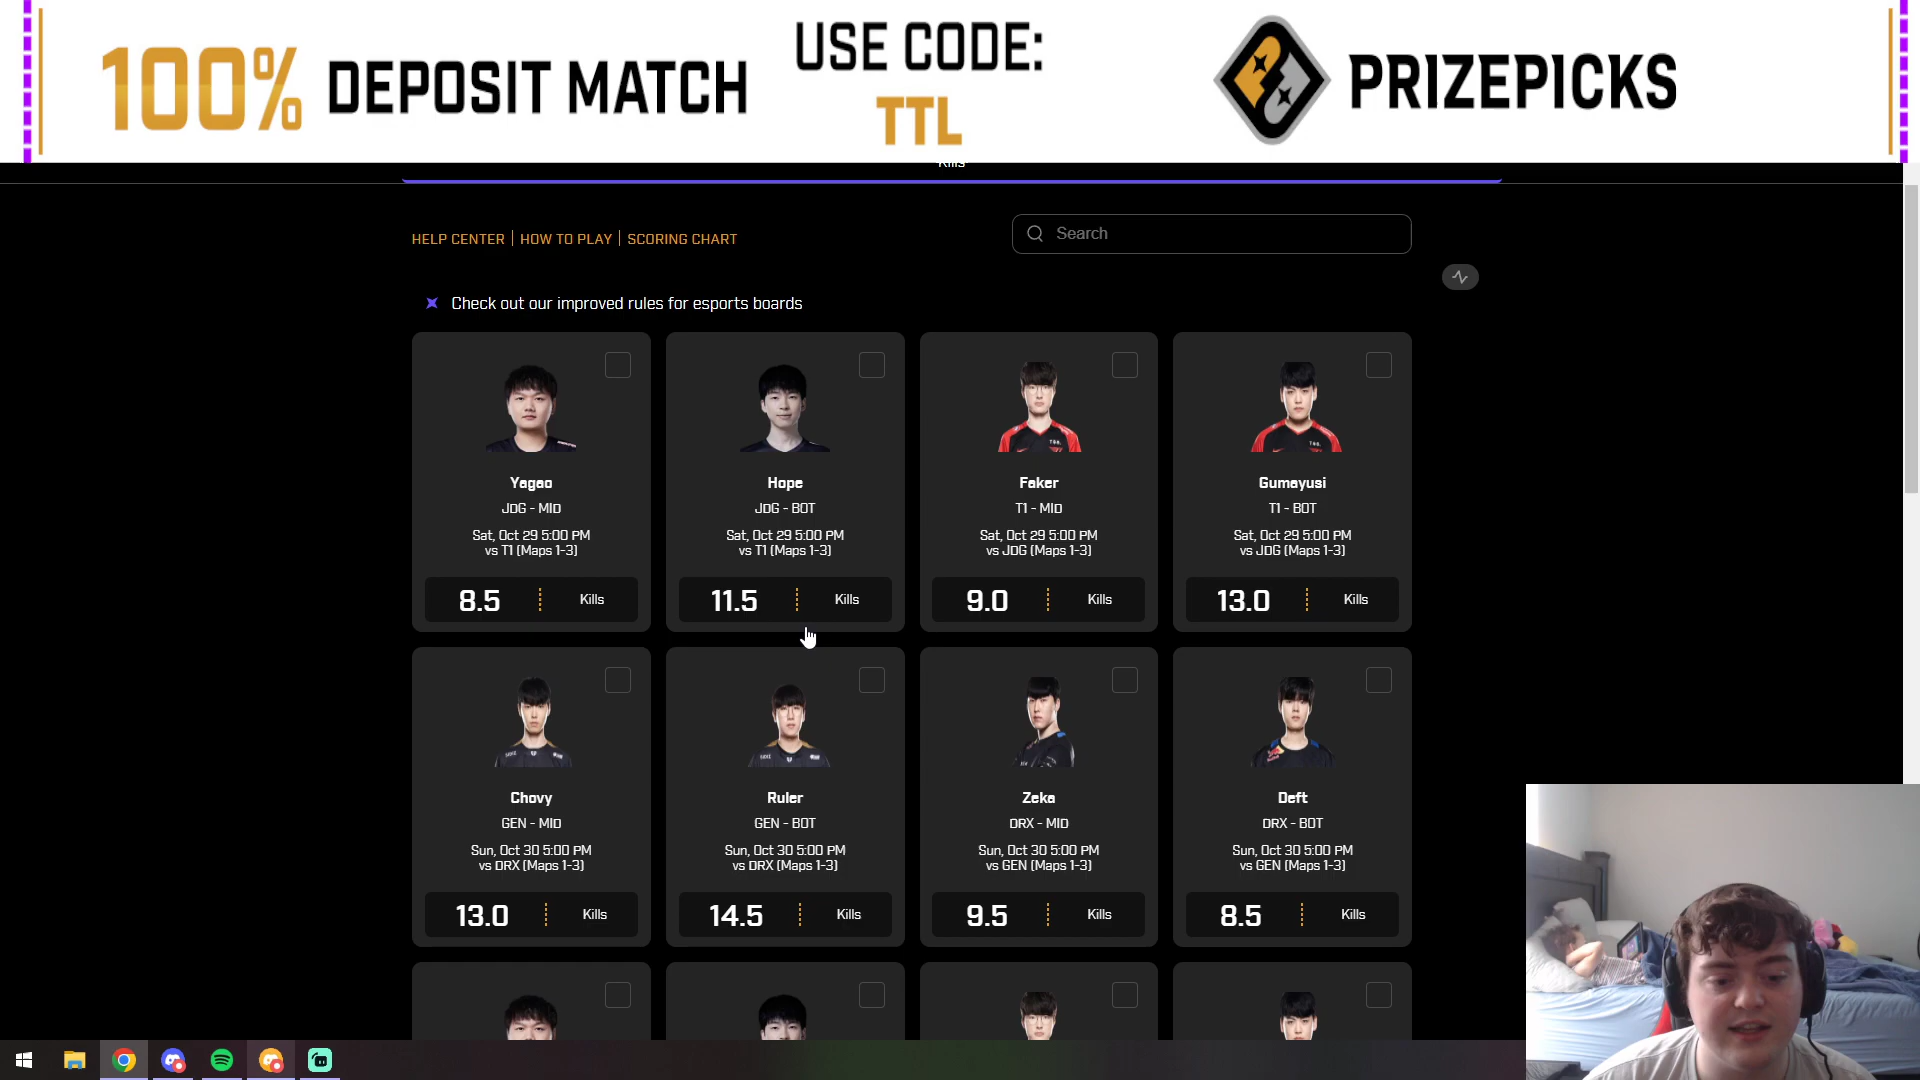 100% DEPOSIT MATCH
USE CODE:
TTL
PRIZEPICKS
Kills
HELP CENTER | HOW TO PLAY | SCORING CHART
Search
Check out our improved rules for esports boards
Yagao
JDG - MID
Sat, Oct 29 5:00 PM
vs T1 (Maps 1-3)
8.5 Kills
Hope
JDG - BOT
Sat, Oct 29 5:00 PM
vs T1 (Maps 1-3)
11.5 Kills
Faker
T1 - MID
Sat, Oct 29 5:00 PM
vs JDG (Maps 1-3)
9.0 Kills
Gumayusi
T1 - BOT
Sat, Oct 29 5:00 PM
vs JDG (Maps 1-3)
13.0 Kills
Chovy
GEN - MID
Sun, Oct 30 5:00 PM
vs DRX (Maps 1-3)
13.0 Kills
Ruler
GEN - BOT
Sun, Oct 30 5:00 PM
vs DRX (Maps 1-3)
14.5 Kills
Zeka
DRX - MID
Sun, Oct 30 5:00 PM
vs GEN (Maps 1-3)
9.5 Kills
Deft
DRX - BOT
Sun, Oct 30 5:00 PM
vs GEN (Maps 1-3)
8.5 Kills